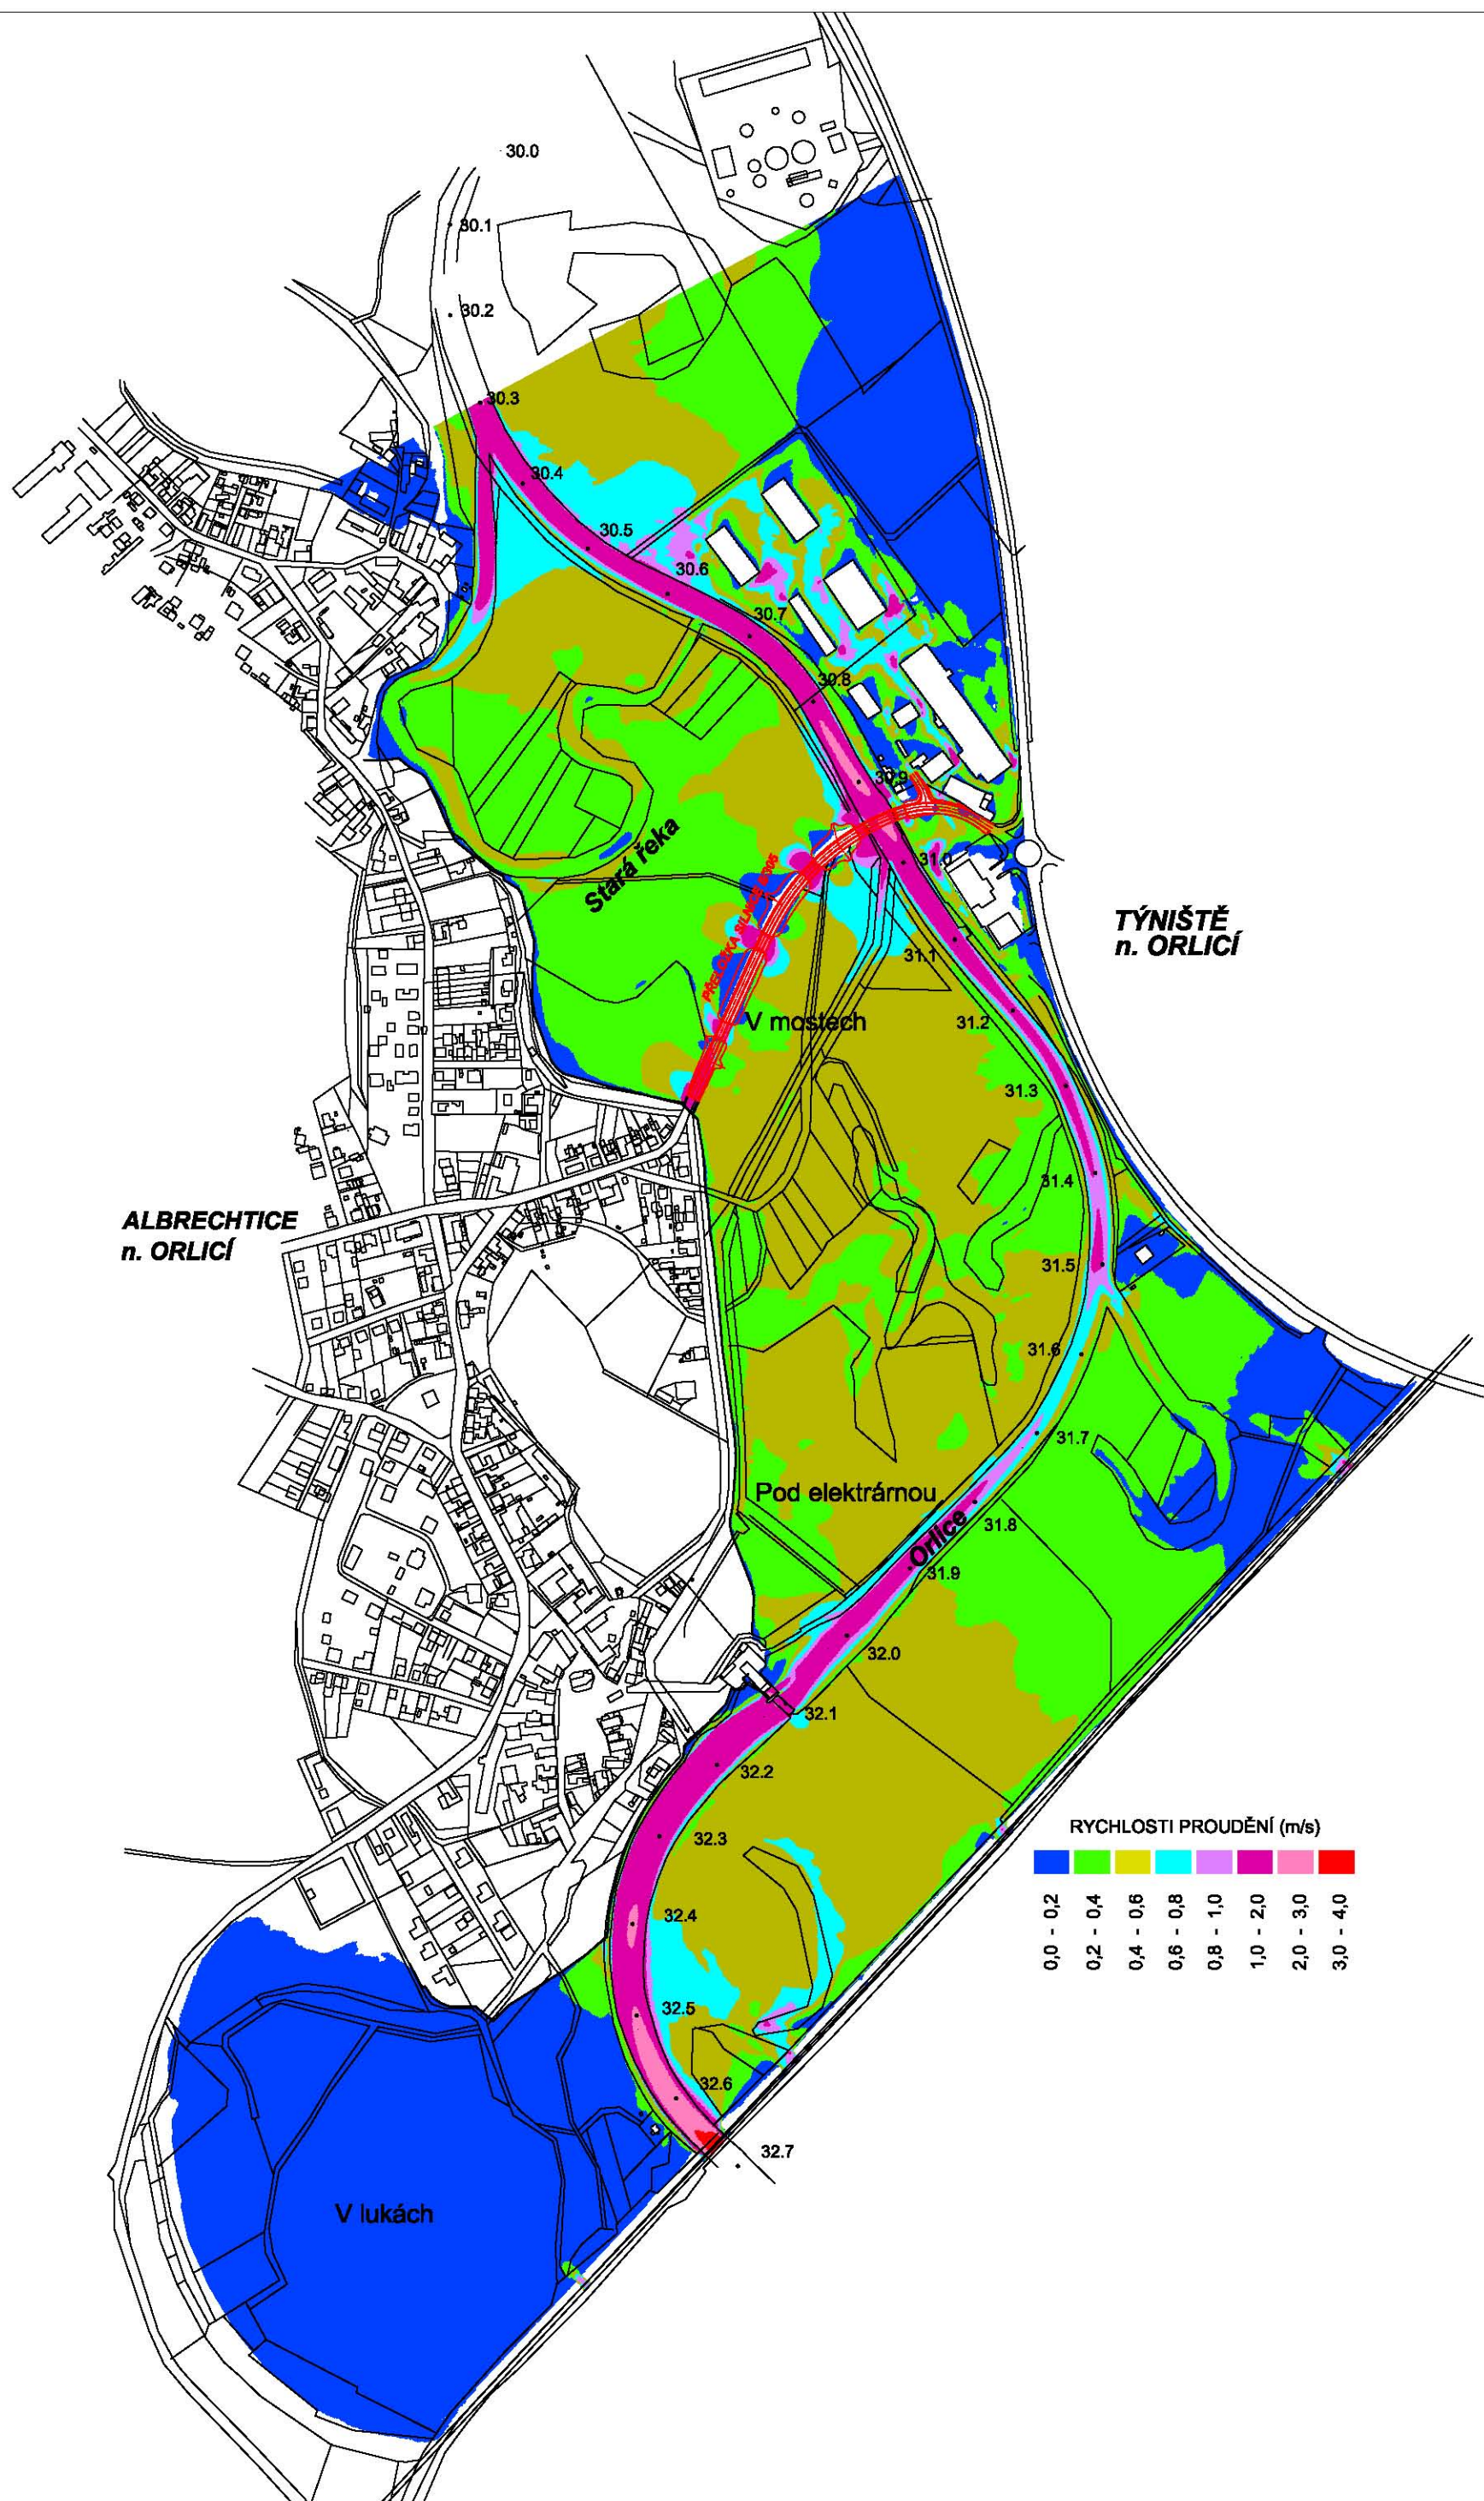 30.0
30.1
30.2
30.3
30.4
30.5
30.6
30.7
30.8
30.9
31.0
Stará řeka
PŘELOŽKA SILNICE
TÝNIŠTĚ
n. ORLICÍ
31.1
V mostech
31.2
31.3
31.4
ALBRECHTICE
n. ORLICÍ
31.5
31.6
31.7
Pod elektrárnou
31.8
Orlice
31.9
32.0
32.1
32.2
32.3
RYCHLOSTI PROUDĚNÍ (m/s)
0,0 - 0,2
0,2 - 0,4
0,4 - 0,6
0,6 - 0,8
0,8 - 1,0
1,0 - 2,0
2,0 - 3,0
3,0 - 4,0
32.4
32.5
32.6
32.7
V lukách